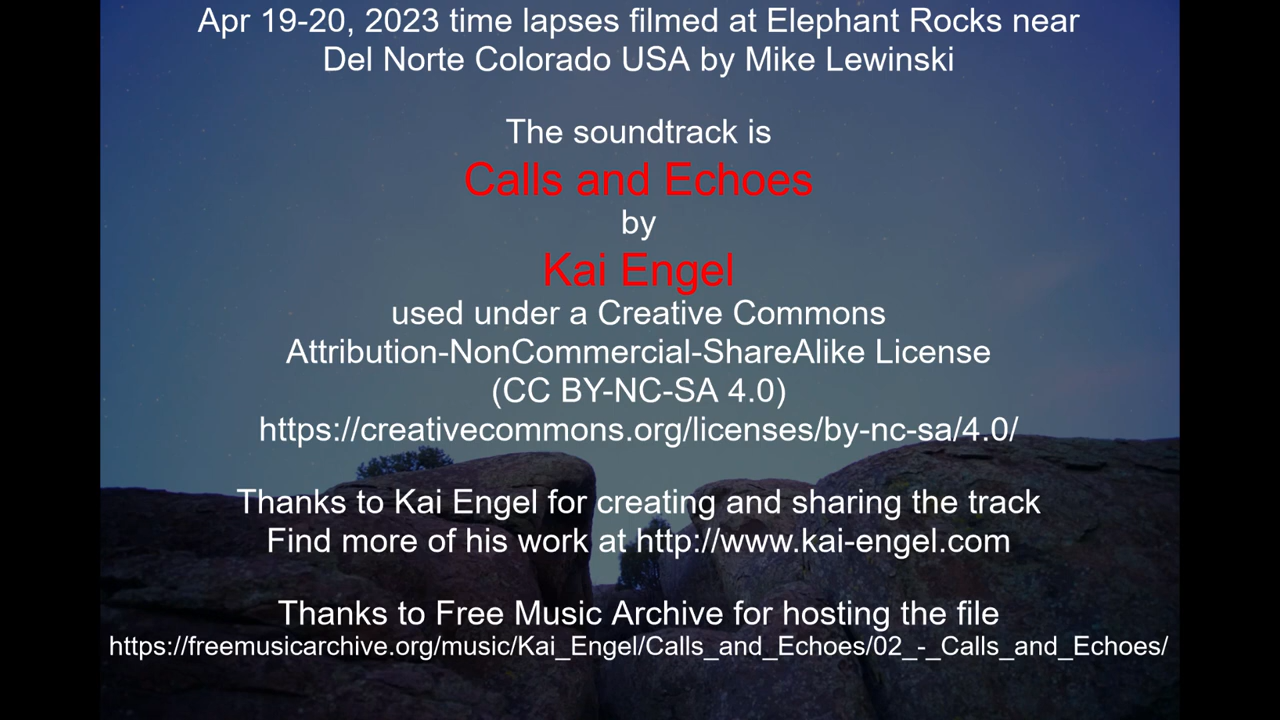 Apr 19-20, 2023 time lapses filmed at Elephant Rocks near
Del Norte Colorado USA by Mike Lewinski
The soundtrack is
Calls and Echoes
by
Kai Engel
used under a Creative Commons
Attribution-NonCommercial-ShareAlike License
(CC BY-NC-SA 4.0)
https://creativecommons.org/licenses/by-nc-sa/4.0/
Thanks to Kai Engel for creating and sharing the track
Find more of his work at http://www.kai-engel.com
Thanks to Free Music Archive for hosting the file
https://freemusicarchive.org/music/Kai_Engel/Calls_and_Echoes/02_-_Calls_and_Echoes/